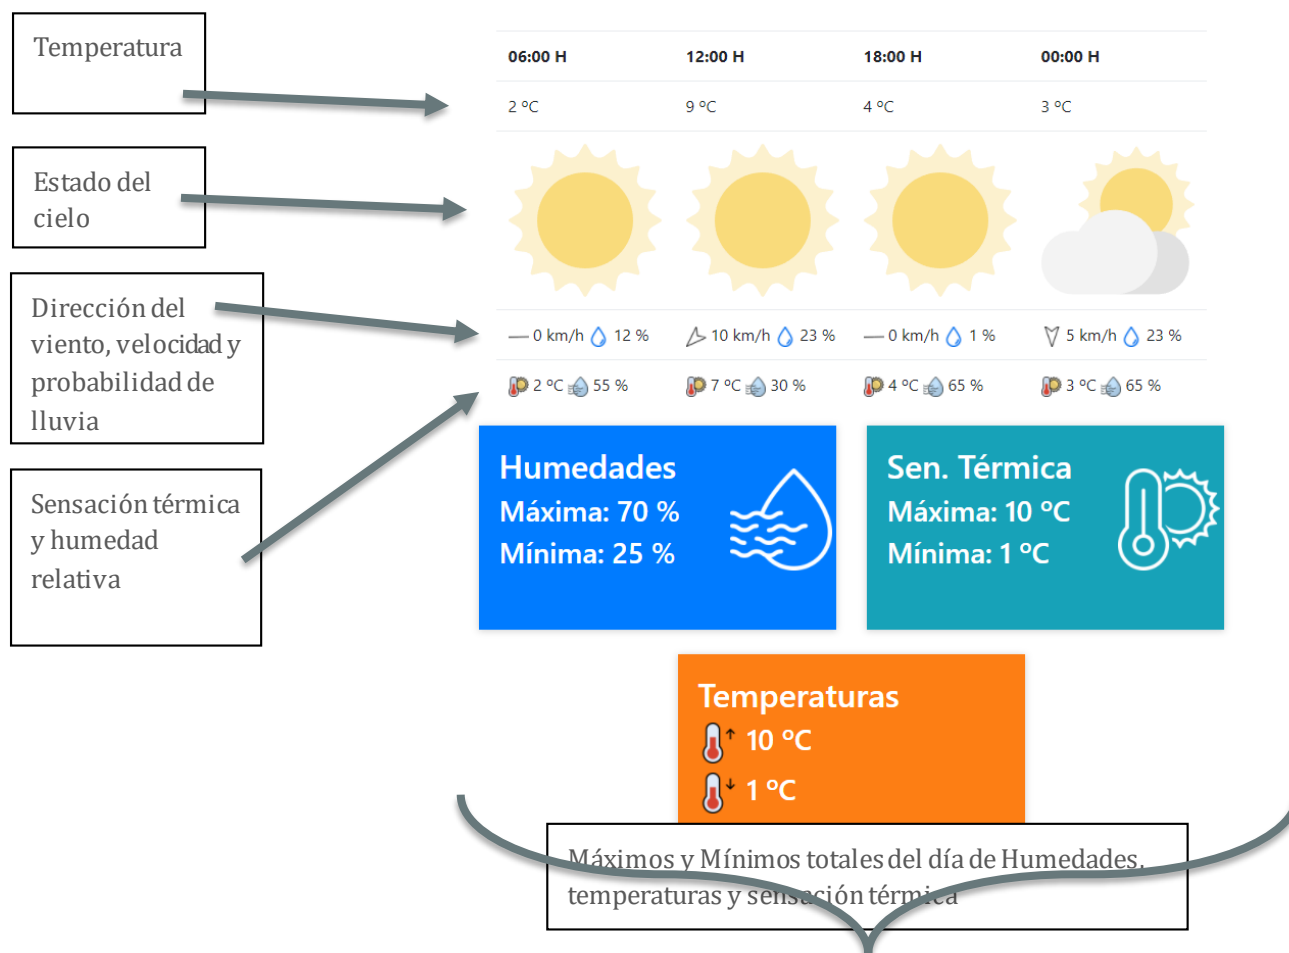 Temperatura
Estado del
cielo
Dirección del
viento, velocidad y
probabilidad de
lluvia
Sensación térmica
y humedad
relativa
06:00 H 12:00 H 18:00 H 00:00 H
2 ºC 9 ºC 4 ºC 3 ºC
0 km/h 12 % 10 km/h 23 % 0 km/h 1 % 5 km/h 23 %
2 ºC 55 % 7 ºC 30 % 4 ºC 65 % 3 ºC 65 %
Humedades
Máxima: 70 %
Mínima: 25 %
Sen. Térmica
Máxima: 10 ºC
Mínima: 1 ºC
Temperaturas
10 ºC
1 ºC
Máximos y Mínimos totales del día de Humedades,
temperaturas y sensación térmica